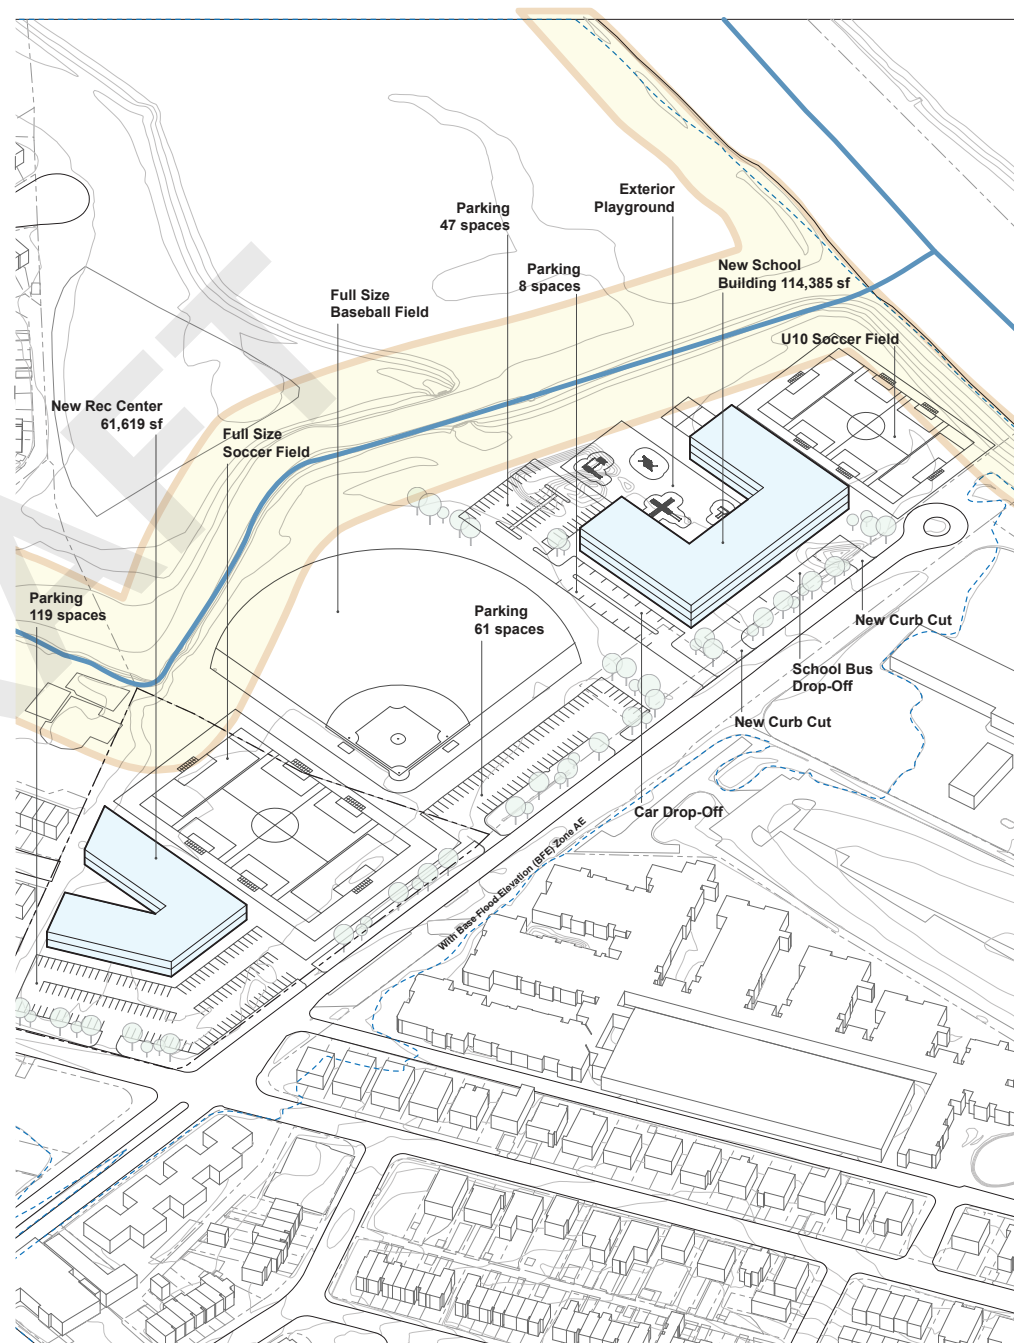 Exterior
Playground
Parking
47 spaces
Parking
8 spaces
New School
Building 114,385 sf
Full Size
Baseball Field
U10 Soccer Field
New Rec Center
61,619 sf
Full Size
Soccer Field
Parking
119 spaces
Parking
61 spaces
New Curb Cut
School Bus
Drop-Off
New Curb Cut
Car Drop-Off
With Base Flood Elevation (BFE) Zone AE
AFT